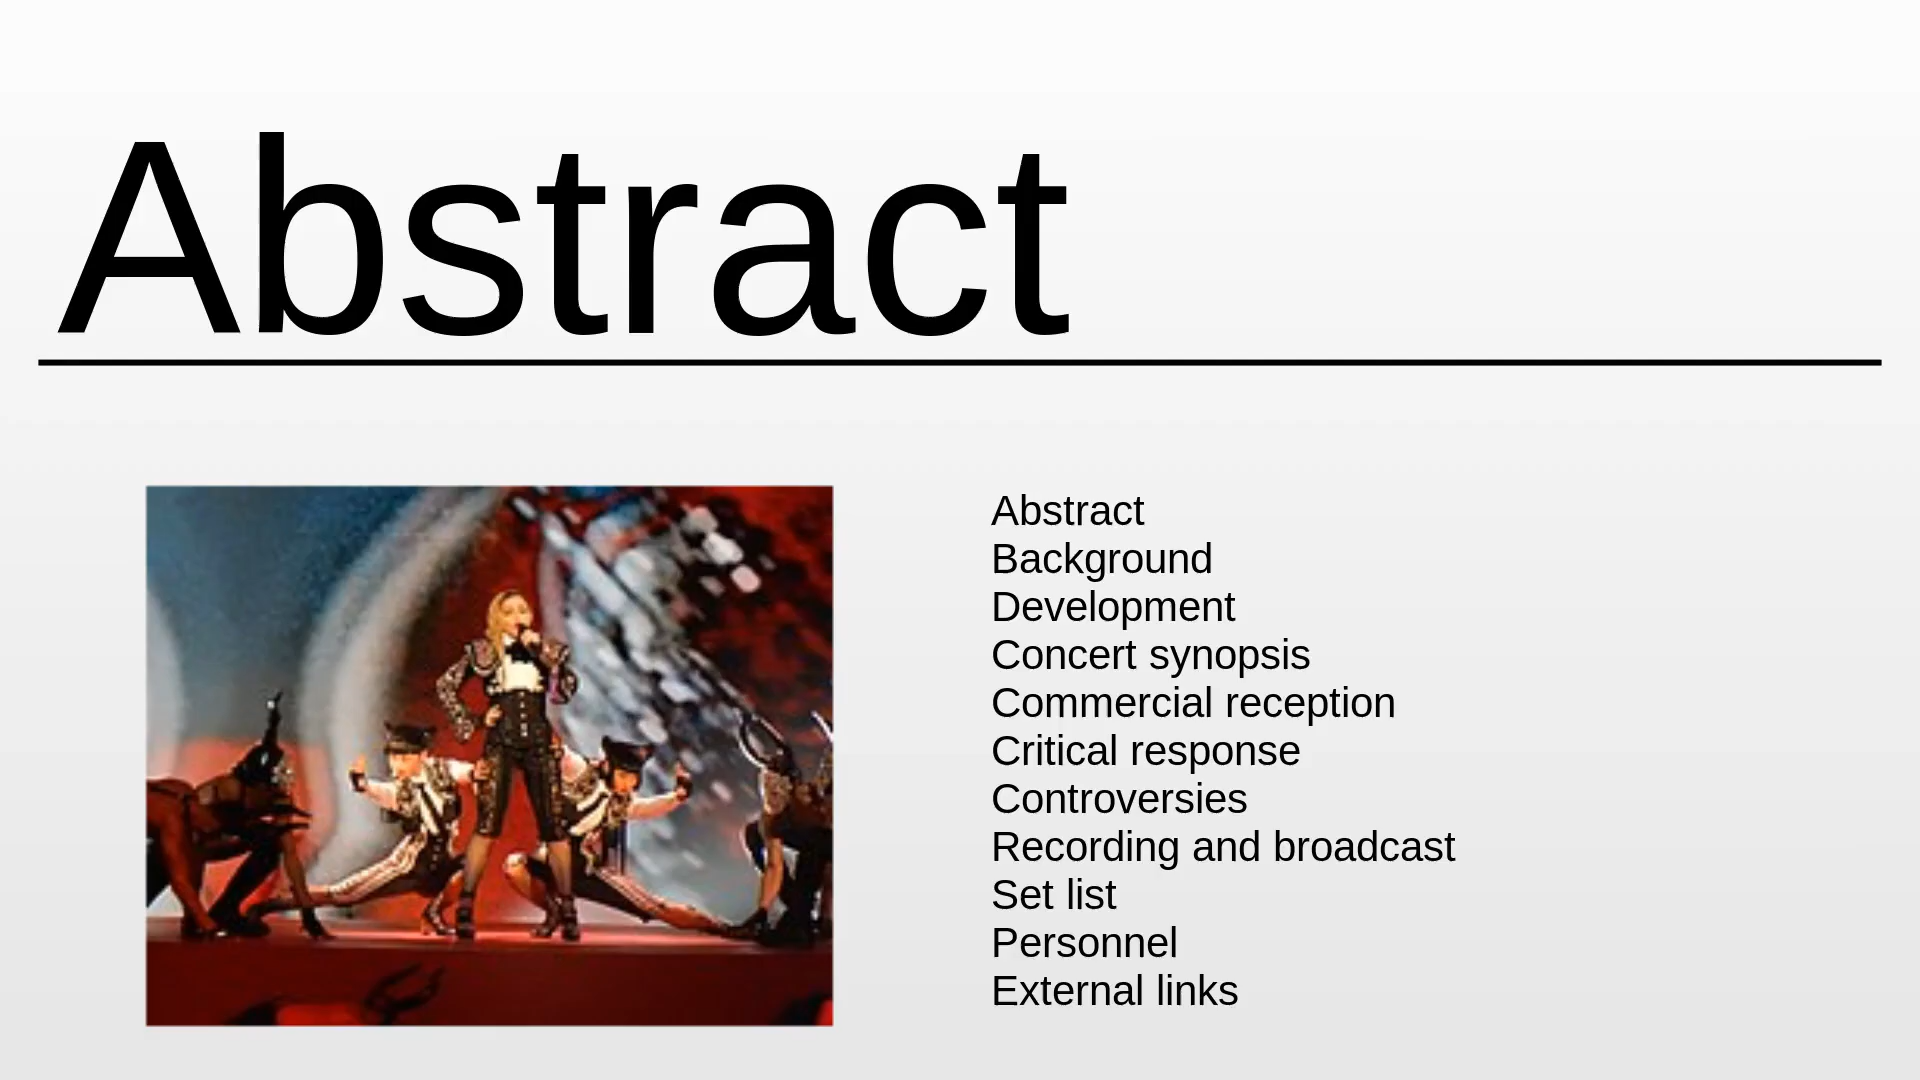 Abstract
Abstract
Background
Development
Concert synopsis
Commercial reception
Critical response
Controversies
Recording and broadcast
Set list
Personnel
External links